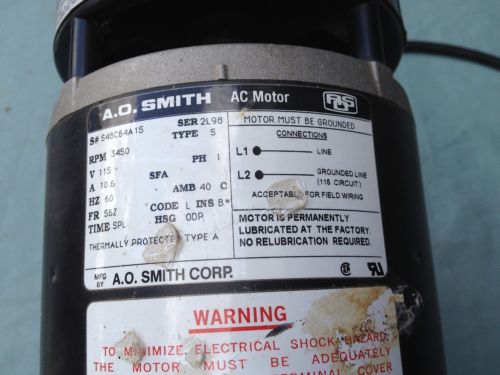 A.O. SMITH AC Motor AOS
S# S48C64A15 SER 2L98
TYPE S
RPM 3450 PH 1
V 115 SFA
A 10.6 AMB 40 C
HZ 60 CODE L INS B*
FR 56Z HSG ODP
TIME SPL
THERMALLY PROTECTED TYPE A
MOTOR MUST BE GROUNDED
CONNECTIONS
L1 LINE
L2 GROUNDED LINE
(115 CIRCUIT)
ACCEPTABLE FOR FIELD WIRING
MOTOR IS PERMANENTLY
LUBRICATED AT THE FACTORY.
NO RELUBRICATION REQUIRED.
MFG BY A.O. SMITH CORP.
WARNING
TO MINIMIZE ELECTRICAL SHOCK HAZARD,
THE MOTOR MUST BE ADEQUATELY
TERMINAL COVER